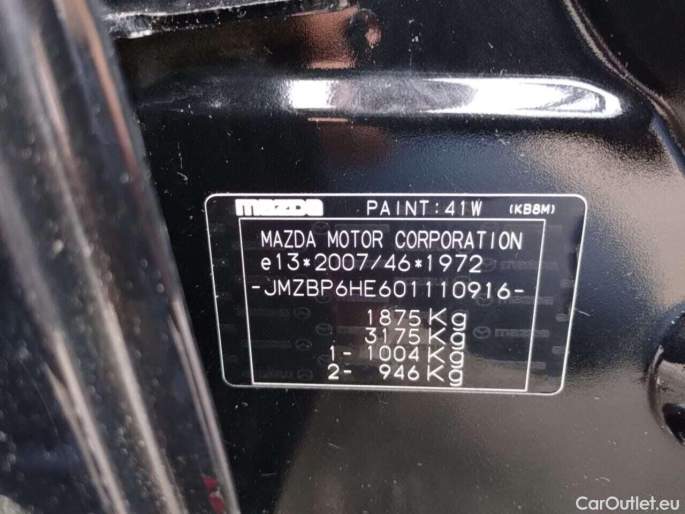 mazda PAINT:41W (KB8M)
MAZDA MOTOR CORPORATION
e13*2007/46*1972
-JMZBP6HE601110916-
1875Kg
3175Kg
1- 1004Kg
2- 946Kg
CarOutlet.eu